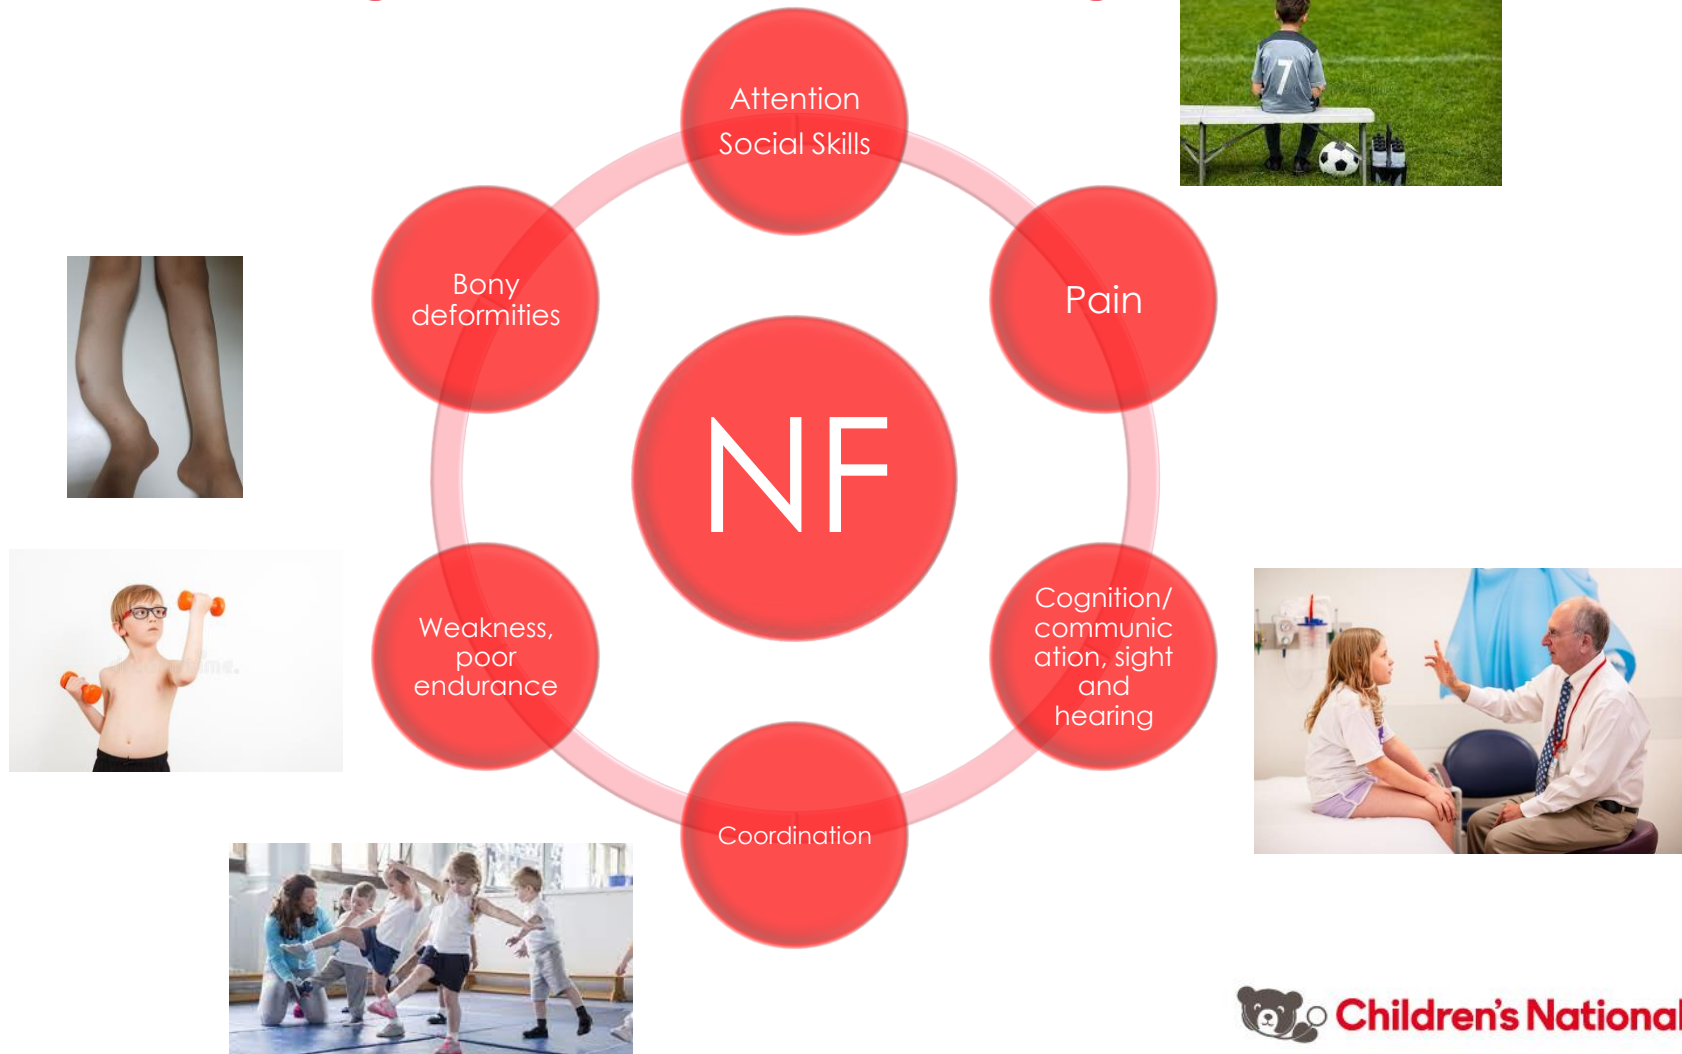 Attention
Social Skills
7
Bony
deformities
Pain
NF
Weakness,
poor
endurance
Cognition/
communic
ation, sight
and
hearing
Coordination
Children's National